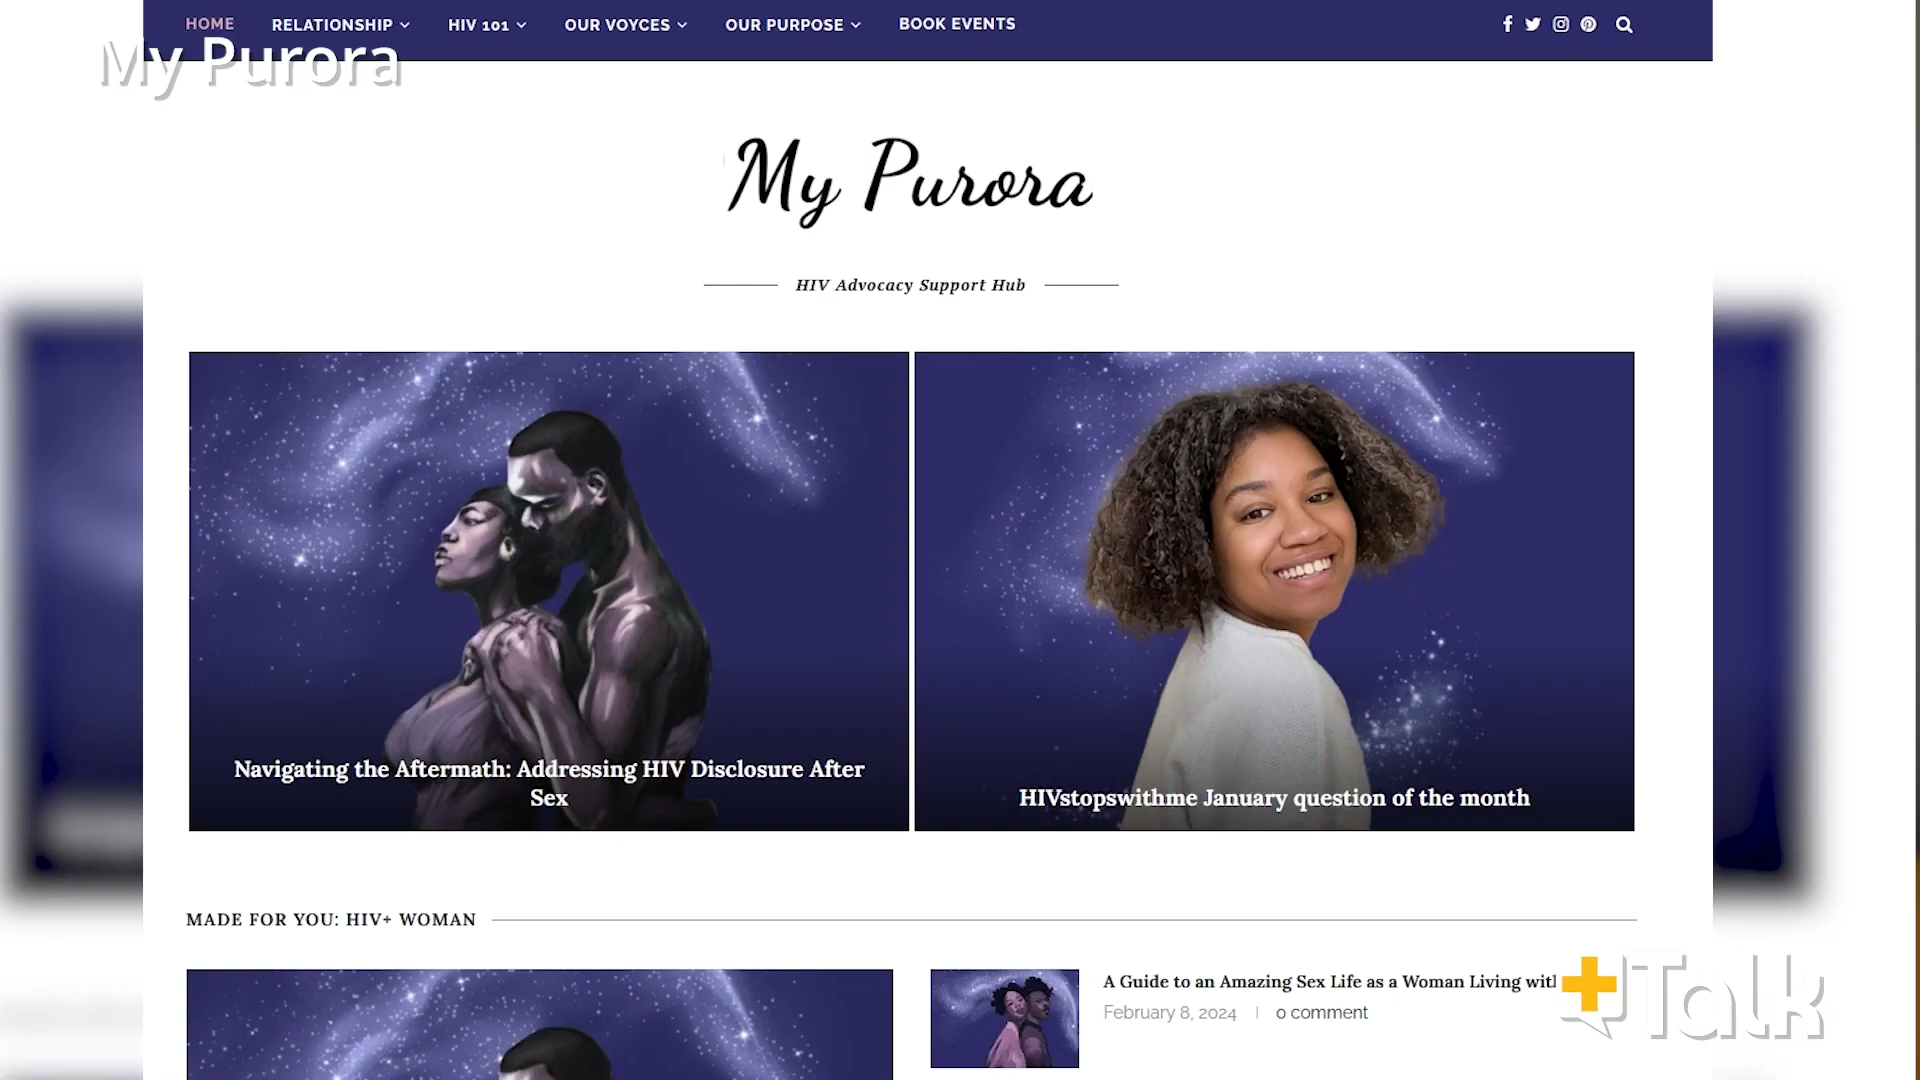 HOME RELATIONSHIP HIV 101 OUR VOYCES OUR PURPOSE BOOK EVENTS
My Purora
My Purora
HIV Advocacy Support Hub
Navigating the Aftermath: Addressing HIV Disclosure After
Sex
HIVstopswithme January question of the month
MADE FOR YOU: HIV+ WOMAN
A Guide to an Amazing Sex Life as a Woman Living with
February 8, 2024 0 comment
+Talk